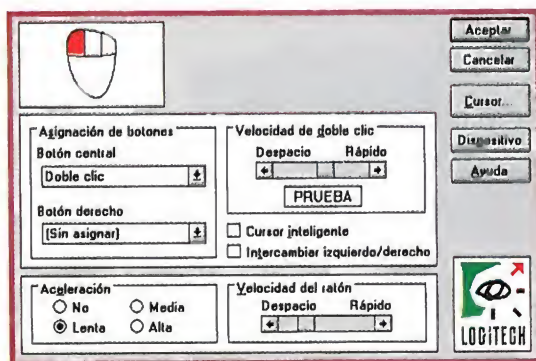 Aceptar
Cancelar
Cursor...
Dispositivo
Ayuda
Asignación de botones
Botón central
Doble clic
Botón derecho
(Sin asignar)
Velocidad de doble clic
Despacio Rápido
PRUEBA
Cursor inteligente
Intercambiar izquierdo/derecho
Aceleración
No Media
Lenta Alta
Velocidad del ratón
Despacio Rápido
LOGITECH